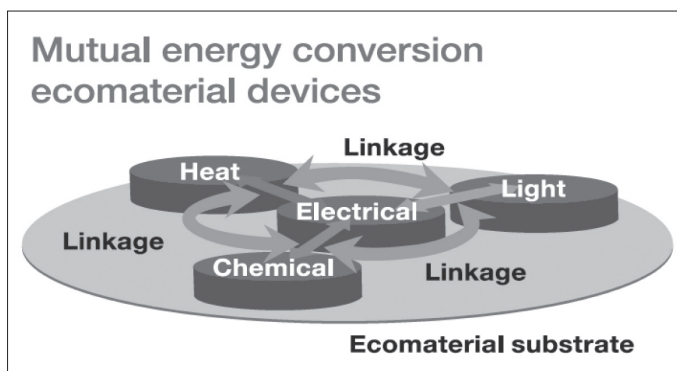 Mutual energy conversion
ecomaterial devices
Linkage
Heat
Light
Electrical
Linkage
Chemical
Linkage
Ecomaterial substrate